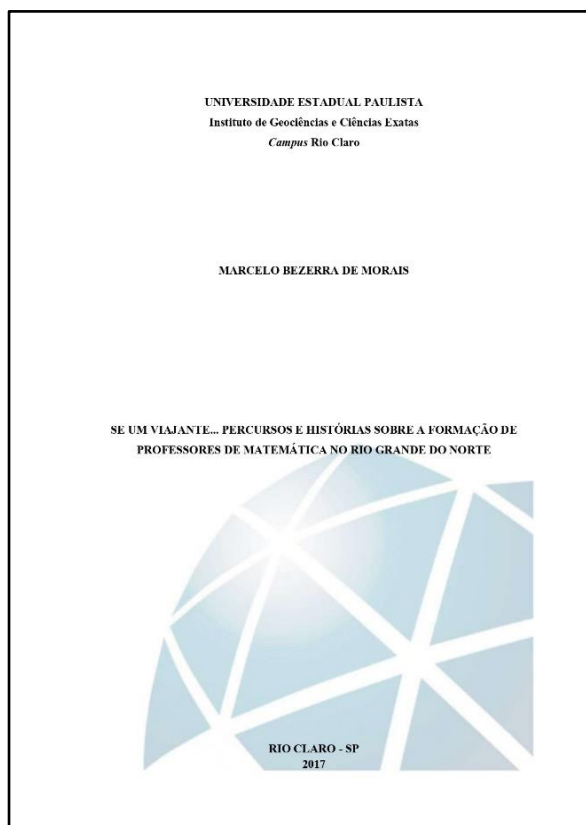 UNIVERSIDADE ESTADUAL PAULISTA
Instituto de Geociências e Ciências Exatas
Campus Rio Claro
MARCELO BEZERRA DE MORAIS
SE UM VIAJANTE... PERCURSOS E HISTÓRIAS SOBRE A FORMAÇÃO DE
PROFESSORES DE MATEMÁTICA NO RIO GRANDE DO NORTE
RIO CLARO - SP
2017